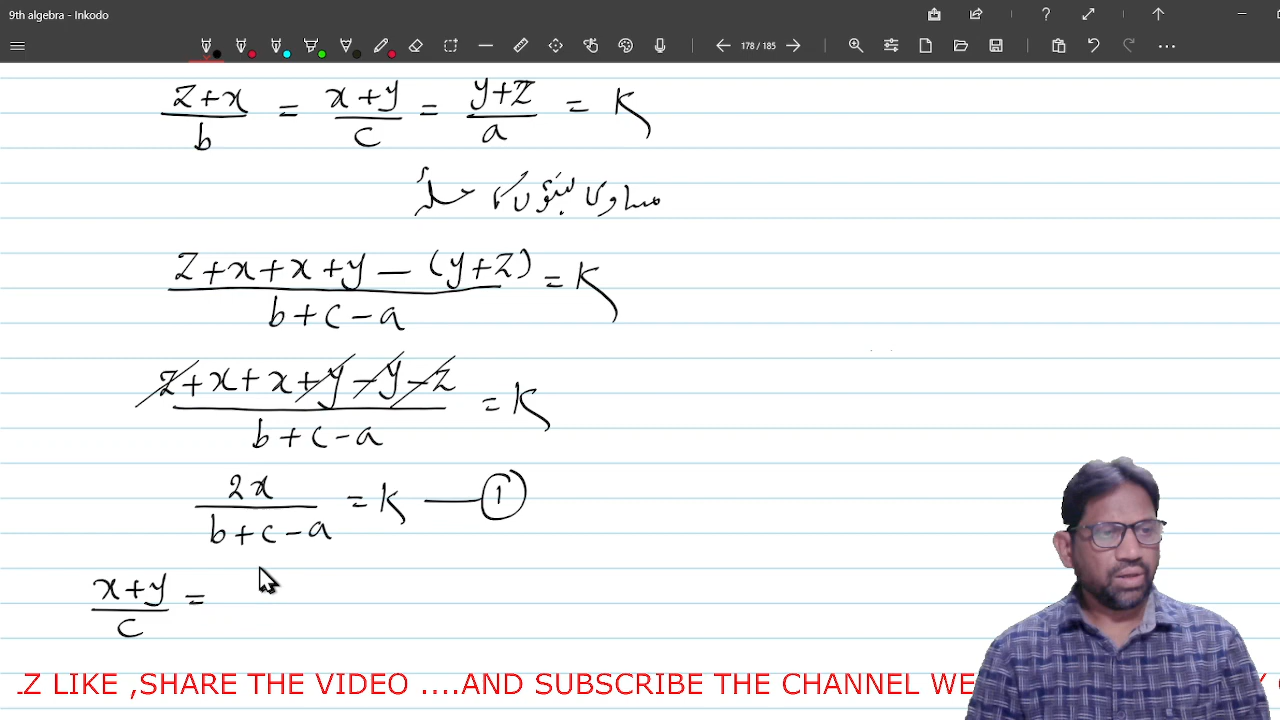 9th algebra - Inkodo
178 / 185
z+x/b = x+y/c = y+z/a = K
مساوی نسبتوں کا مسئلہ
z+x+x+y-(y+z)/b+c-a = K
z+x+x+y-y-z/b+c-a = K
2x/b+c-a = K —— ①
x+y/c =
.Z LIKE ,SHARE THE VIDEO ....AND SUBSCRIBE THE CHANNEL WE